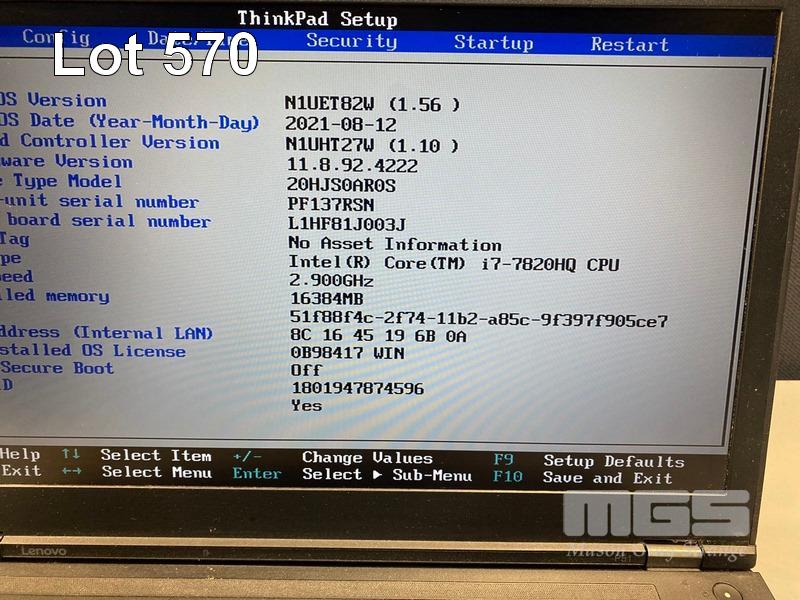 ThinkPad Setup
Config Date/Time Security Startup Restart
Lot 570
OS Version N1UET82W (1.56 )
OS Date (Year-Month-Day) 2021-08-12
d Controller Version N1UHT27W (1.10 )
ware Version 11.8.92.4222
e Type Model 20HJS0AR0S
-unit serial number PF137RSN
board serial number L1HF81J003J
Tag No Asset Information
pe Intel(R) Core(TM) i7-7820HQ CPU
eed 2.900GHz
lled memory 16384MB
51f88f4c-2f74-11b2-a85c-9f397f905ce7
ddress (Internal LAN) 8C 16 45 19 6B 0A
stalled OS License 0B98417 WIN
Secure Boot Off
D 1801947874596
Yes
Help ↑↓ Select Item +/- Change Values F9 Setup Defaults
Exit ←→ Select Menu Enter Select ▶ Sub-Menu F10 Save and Exit
MGS
Lenovo